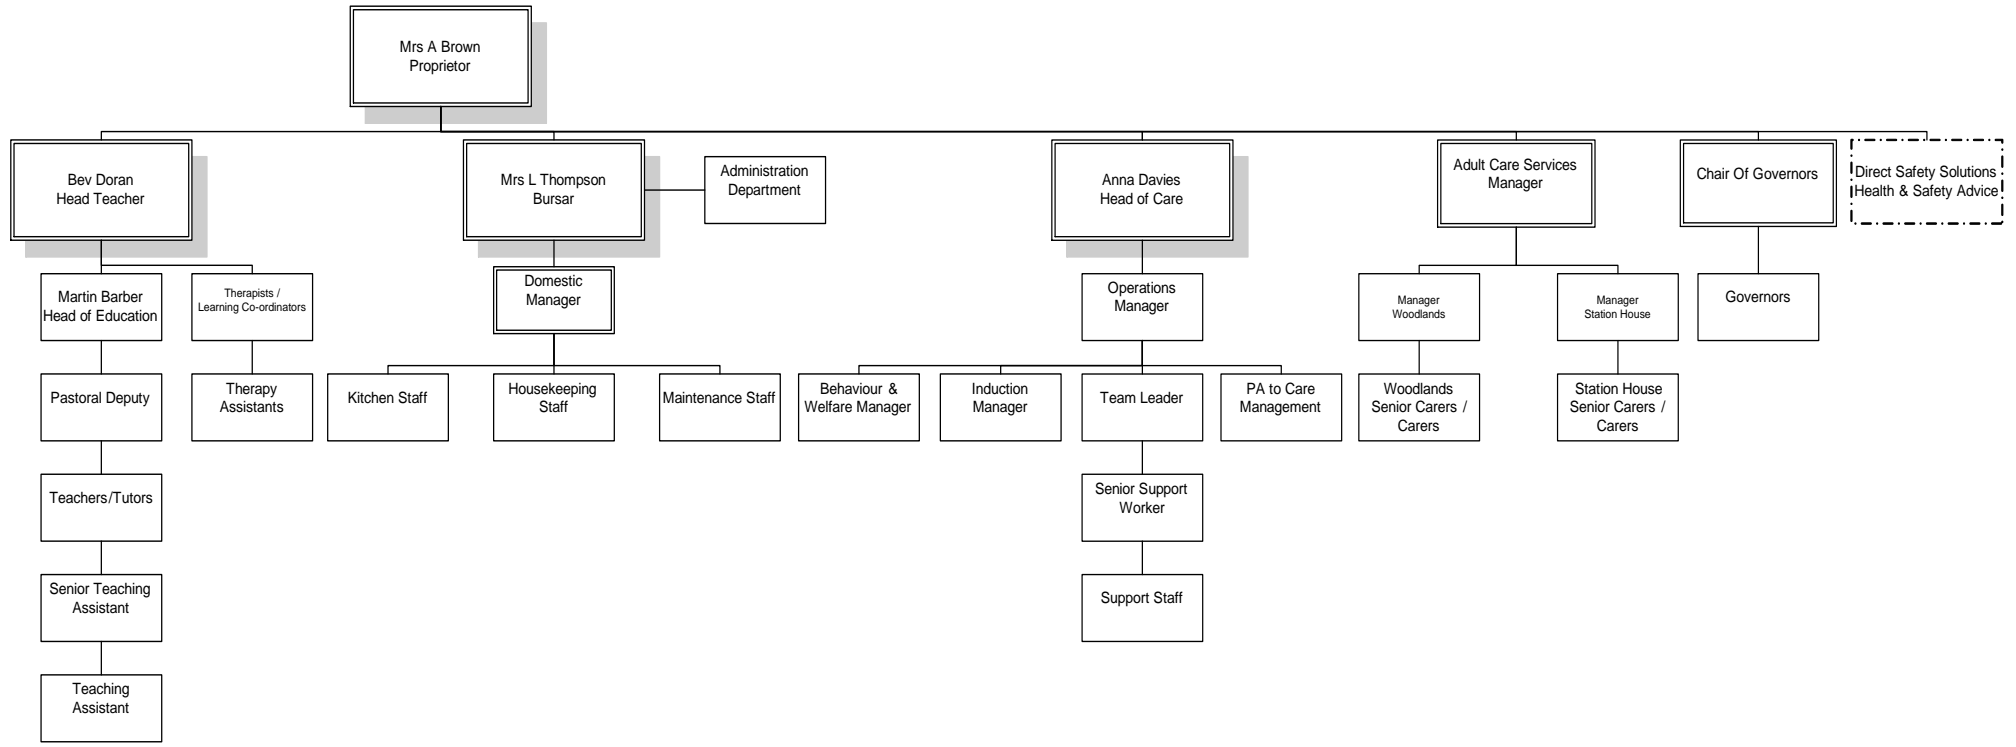 Mrs A Brown
Proprietor
Bev Doran
Head Teacher
Mrs L Thompson
Bursar
Administration
Department
Anna Davies
Head of Care
Adult Care Services
Manager
Chair Of Governors
Direct Safety Solutions
Health & Safety Advice
Martin Barber
Head of Education
Therapists /
Learning Co-ordinators
Domestic
Manager
Operations
Manager
Manager
Woodlands
Manager
Station House
Governors
Pastoral Deputy
Therapy
Assistants
Kitchen Staff
Housekeeping
Staff
Maintenance Staff
Behaviour &
Welfare Manager
Induction
Manager
Team Leader
PA to Care
Management
Woodlands
Senior Carers /
Carers
Station House
Senior Carers /
Carers
Teachers/Tutors
Senior Support
Worker
Senior Teaching
Assistant
Support Staff
Teaching
Assistant